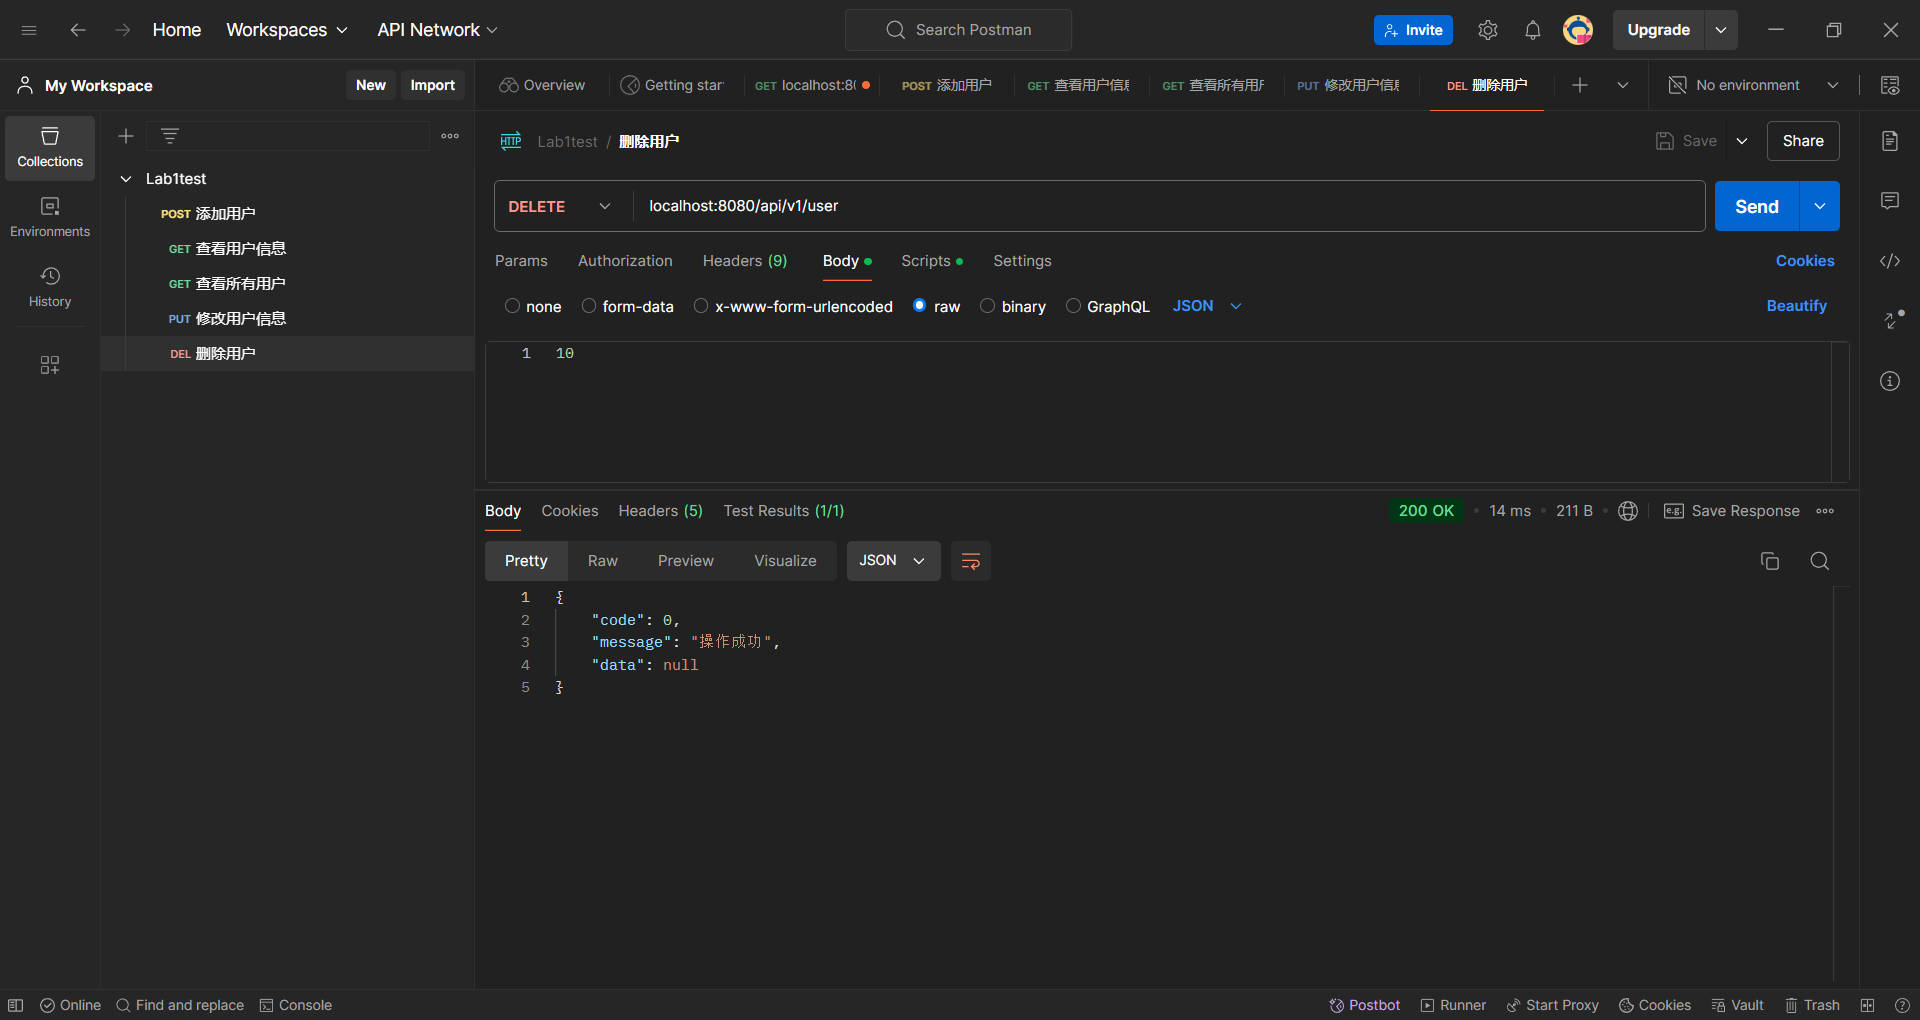 Home Workspaces API Network Search Postman Invite Upgrade
My Workspace New Import Overview Getting star GET localhost:80 POST 添加用户 GET 查看用户信息 GET 查看所有用户 PUT 修改用户信息 DEL 删除用户 No environment
Collections
Environments
History
Lab1test
POST 添加用户
GET 查看用户信息
GET 查看所有用户
PUT 修改用户信息
DEL 删除用户
HTTP Lab1test / 删除用户 Save Share
DELETE localhost:8080/api/v1/user Send
Params Authorization Headers (9) Body Scripts Settings Cookies
none form-data x-www-form-urlencoded raw binary GraphQL JSON Beautify
1 10
Body Cookies Headers (5) Test Results (1/1) 200 OK 14 ms 211 B e.g. Save Response
Pretty Raw Preview Visualize JSON
1 {
2 "code": 0,
3 "message": "操作成功",
4 "data": null
5 }
Online Find and replace Console Postbot Runner Start Proxy Cookies Vault Trash